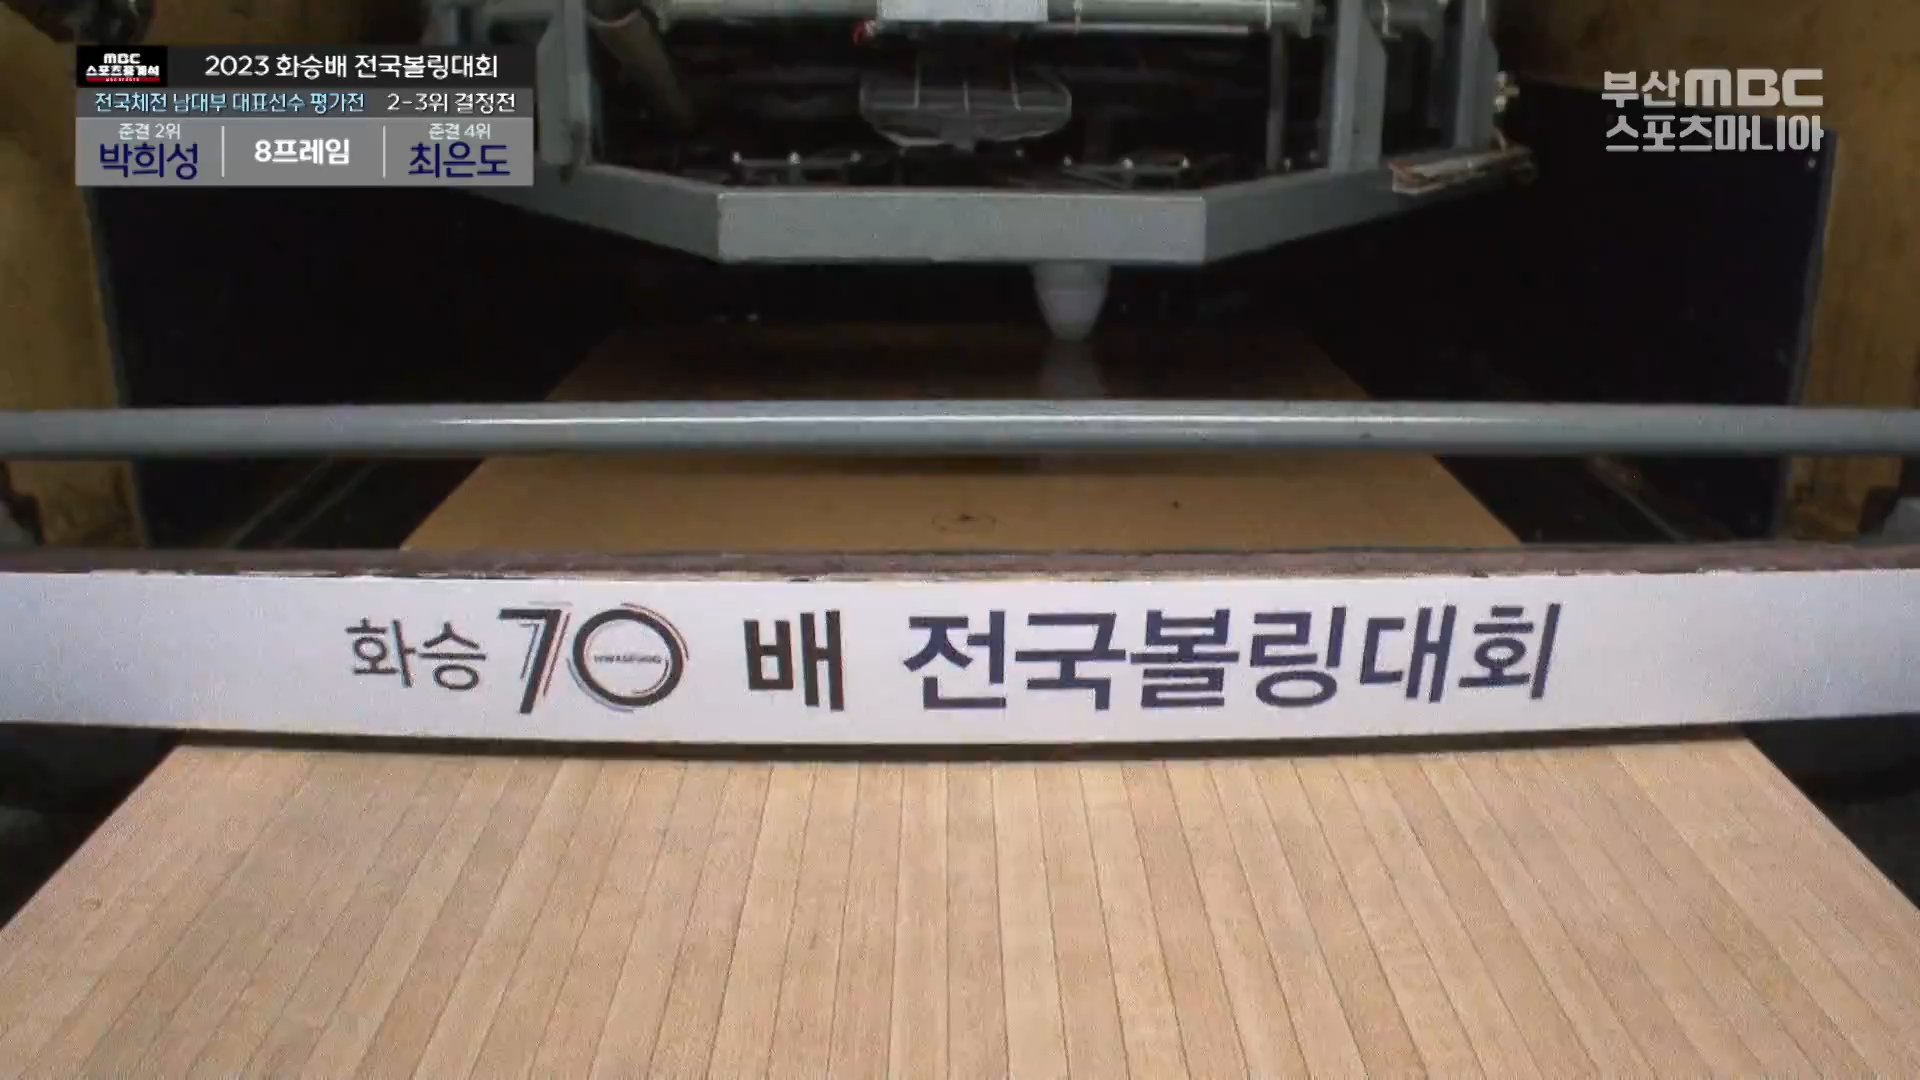 MBC
스포츠중계석
2023 화승배 전국볼링대회
전국체전 남대부 대표선수 평가전 2-3위 결정전
준결 2위
박희성
8프레임
준결 4위
최은도
부산MBC
스포츠마니아
화승 70 배 전국볼링대회